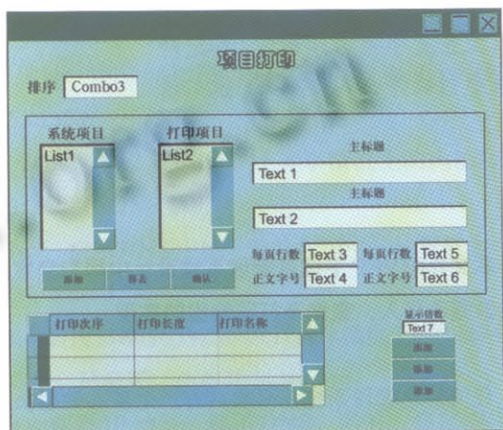 项目打印
排序 Combo3
系统项目 打印项目
List1 List2
主标题
Text 1
主标题
Text 2
每页行数 Text 3 每页行数 Text 5
正文字号 Text 4 正文字号 Text 6
添加 移去 确认
打印次序 打印长度 打印名称
显示倍数
Text 7
添加
添加
添加
.org.cn